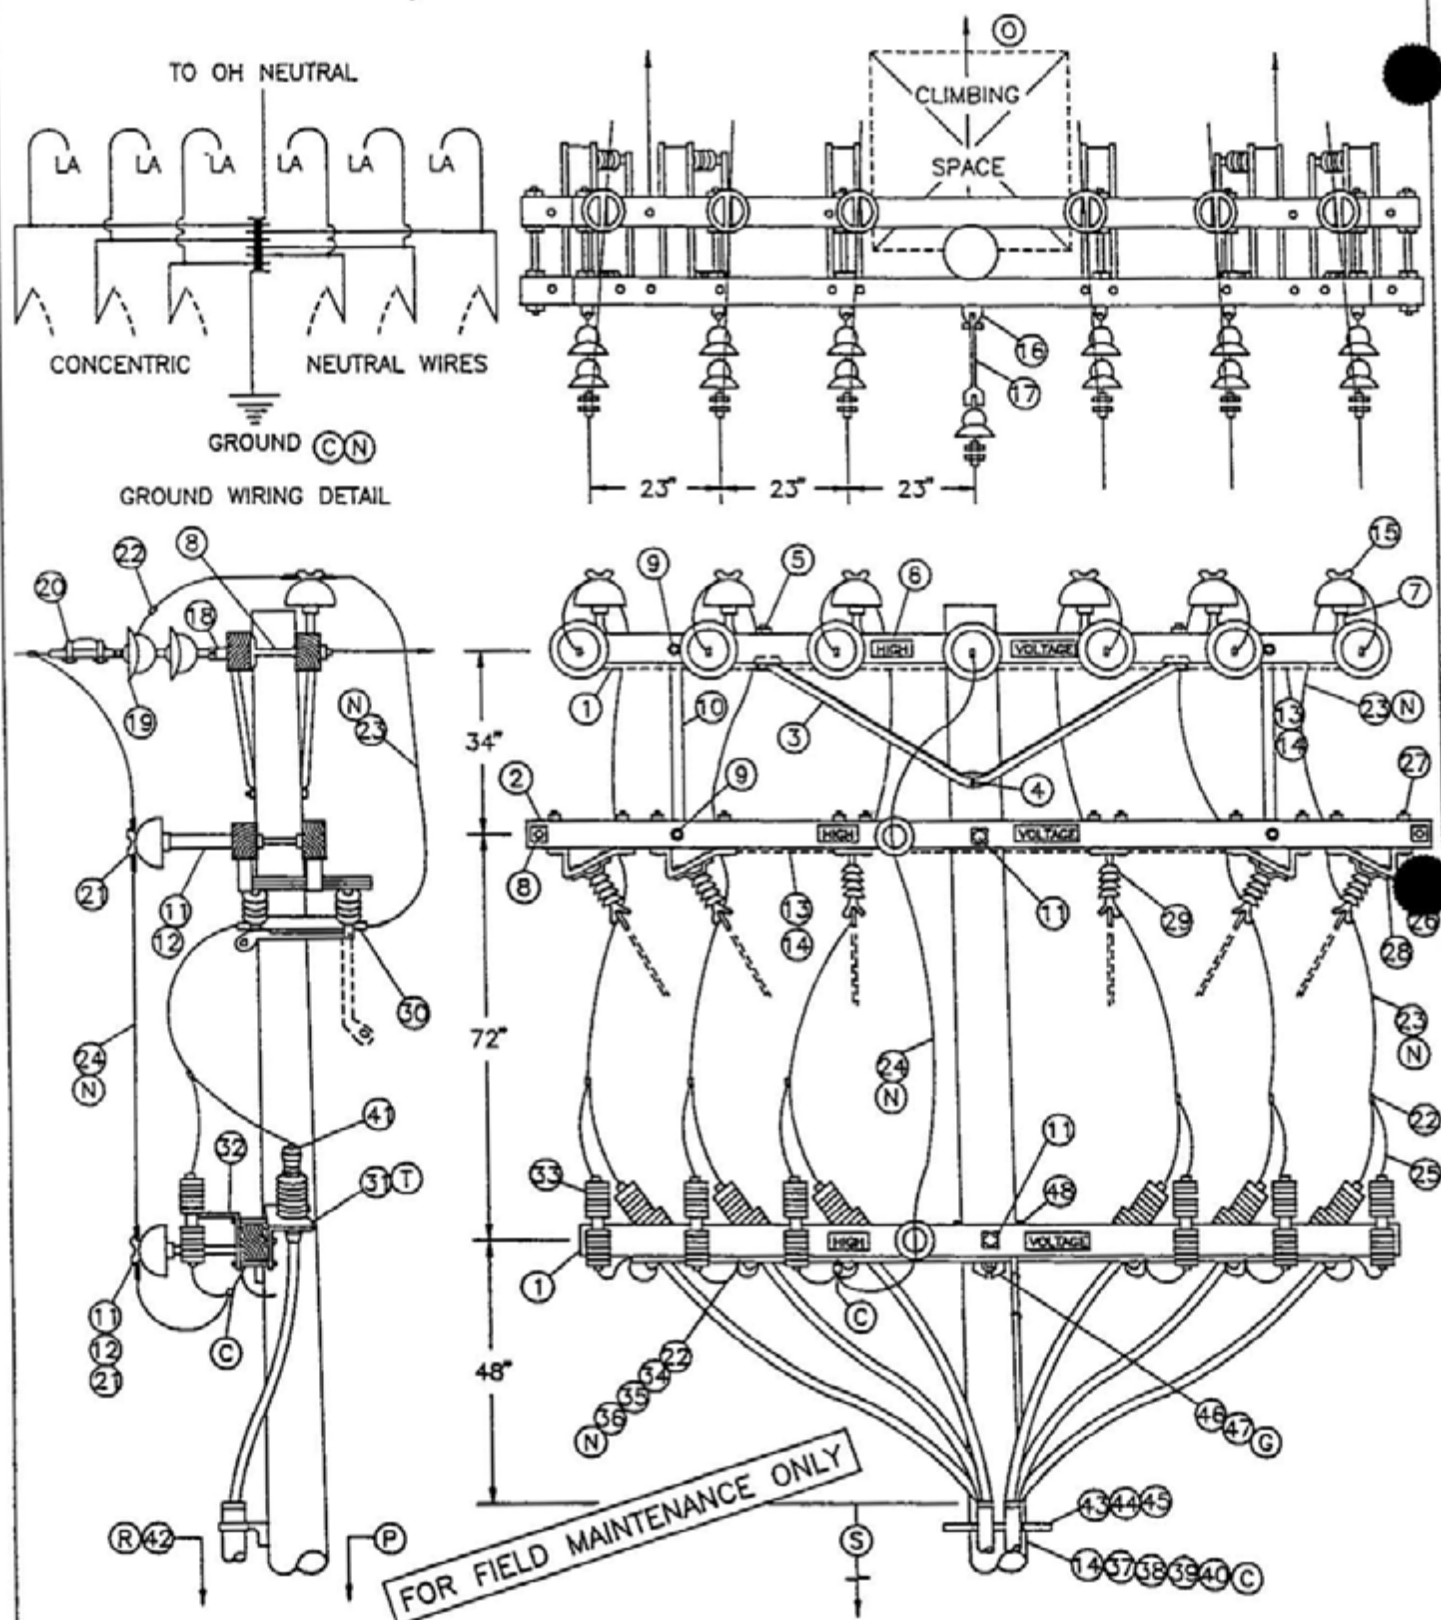 TO OH NEUTRAL
LA LA LA LA LA LA
CONCENTRIC NEUTRAL WIRES
GROUND C N
GROUND WIRING DETAIL
O
CLIMBING
SPACE
16
17
23" 23" 23"
22
8
20
18
19
N
23
21
11
12
24
N
30
41
32
31 T
11
12
21
C
R 42
P
9
5
6
15
7
HIGH VOLTAGE
1
10
3
13
14
23 N
34"
2
9
4
27
HIGH VOLTAGE
8
13
14
11
29
28
26
72"
24
N
23
N
22
11
33
48
25
HIGH VOLTAGE
1
C
48"
N 36 35 34 22
46 47 G
FOR FIELD MAINTENANCE ONLY
S
43 44 45
14 37 38 39 40 C